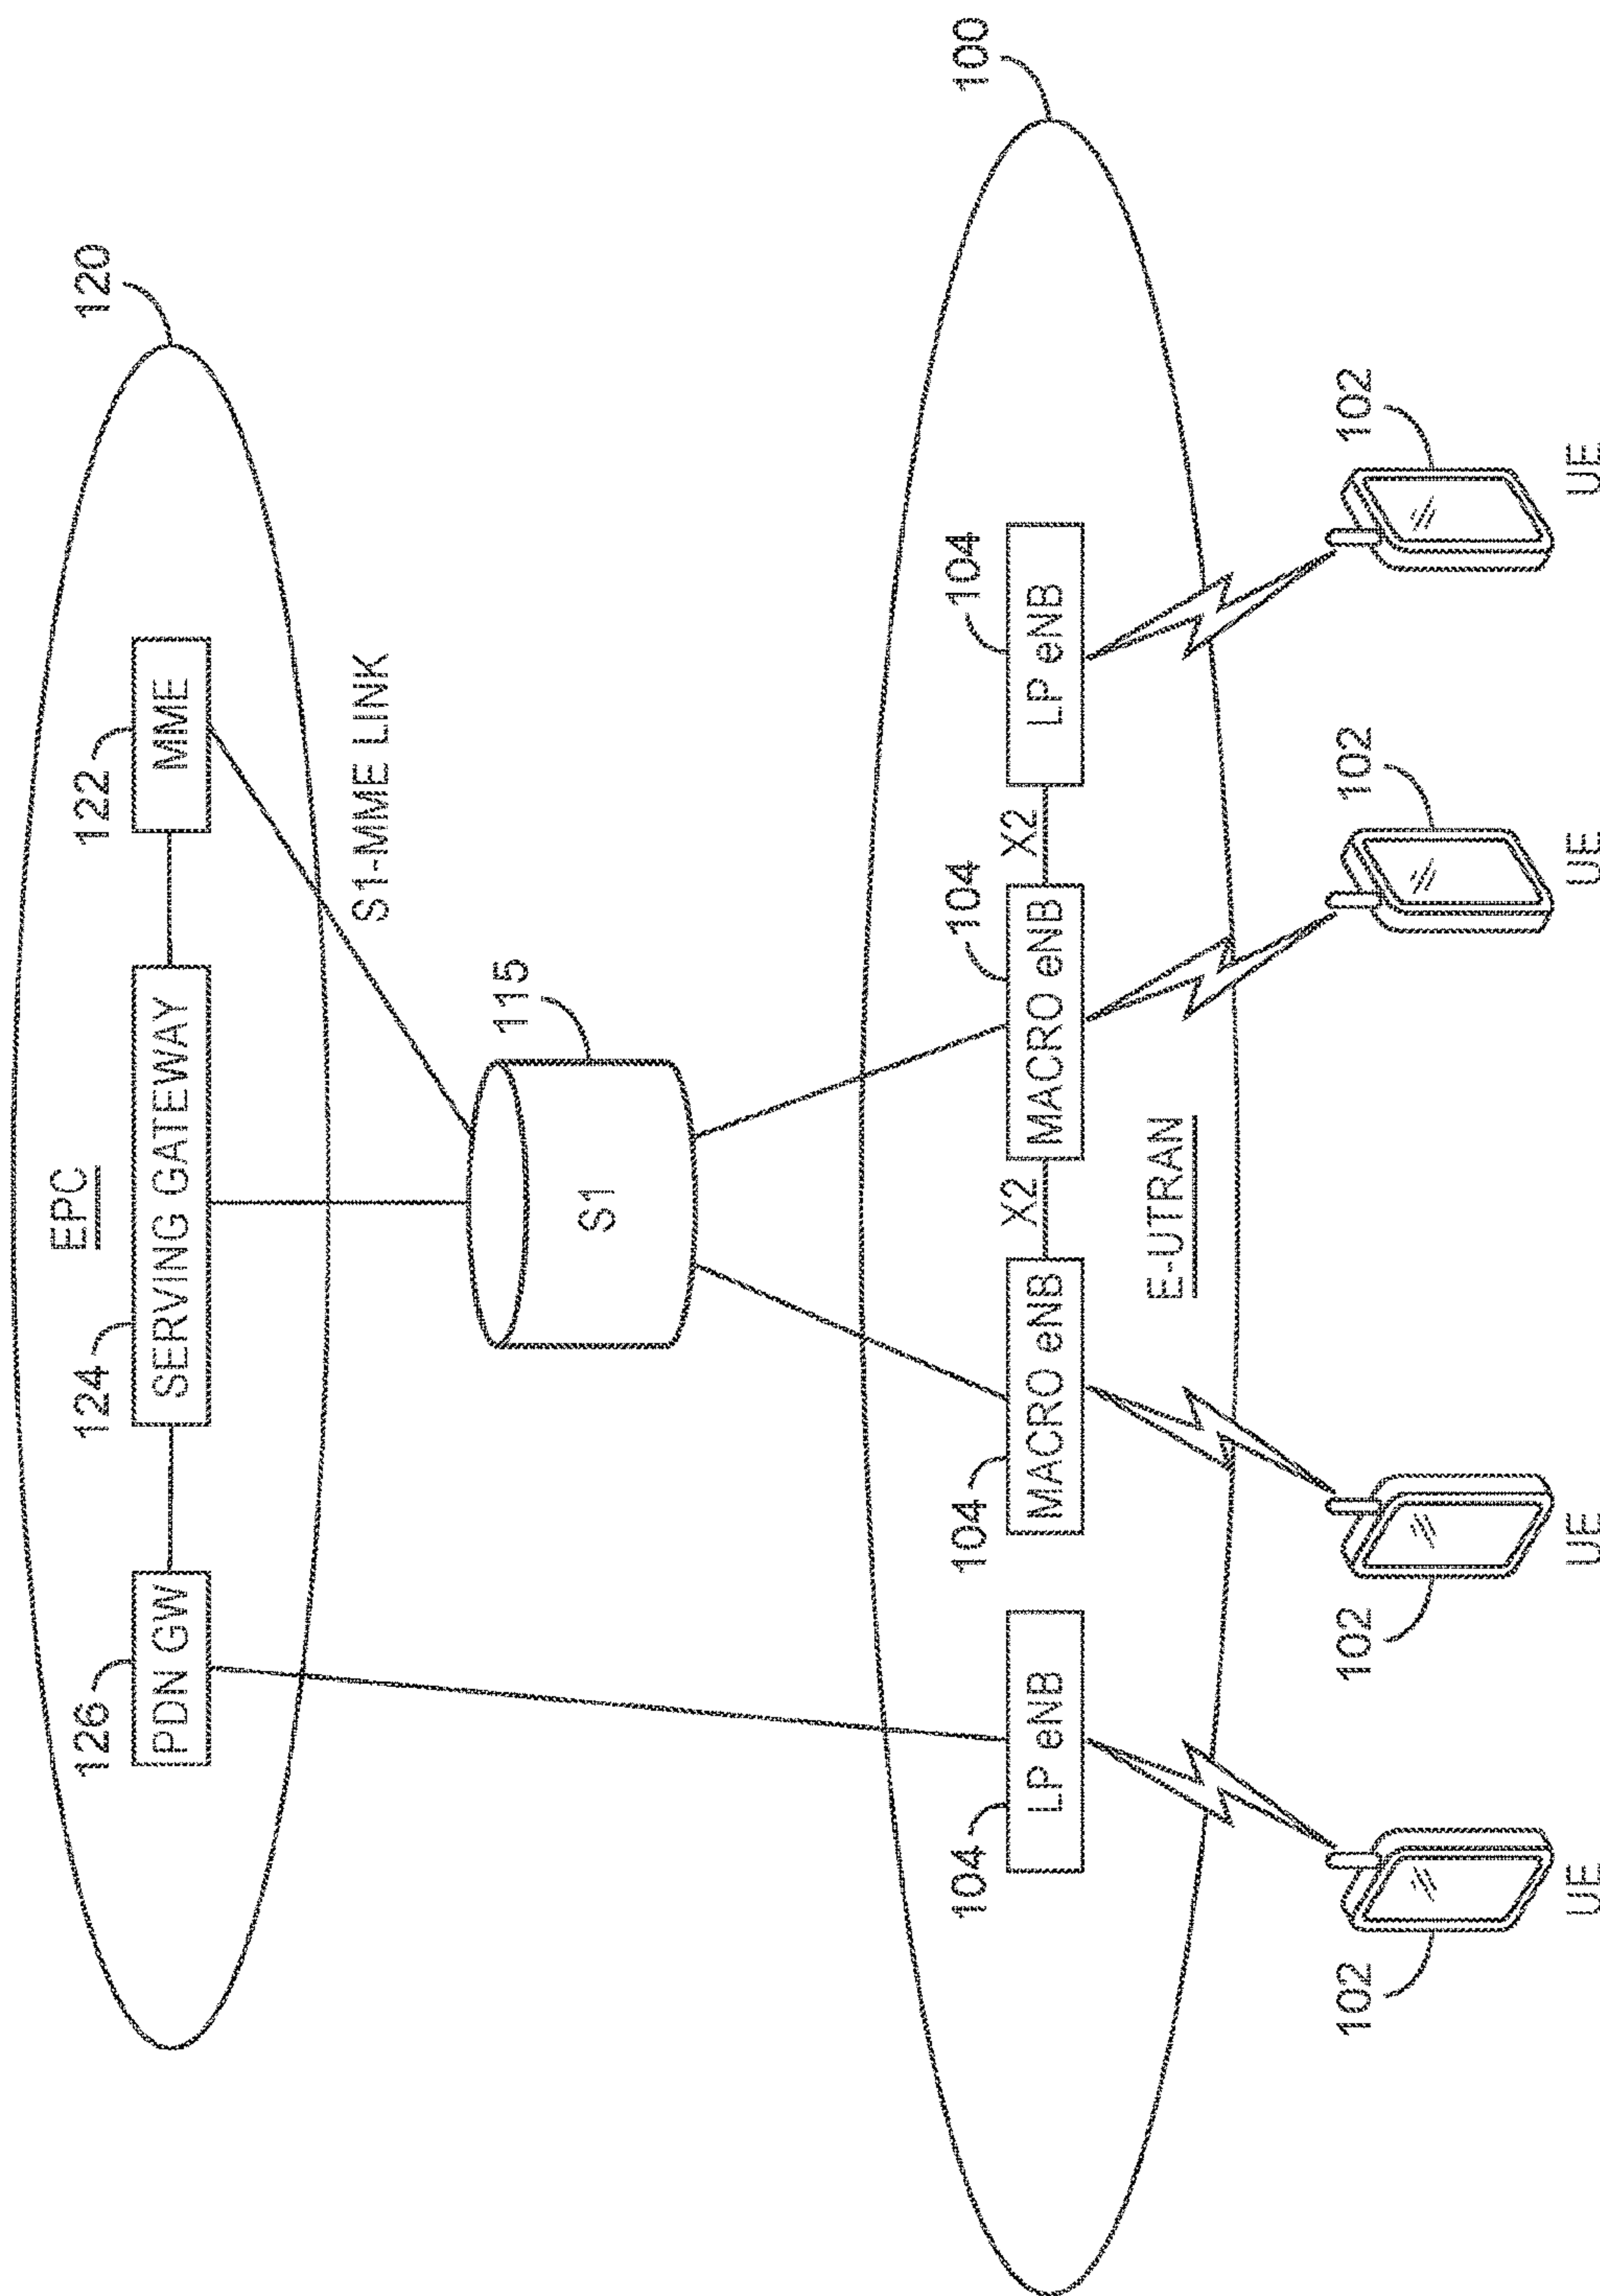 120
EPC
126
124
122
PDN GW
SERVING GATEWAY
MME
S1-MME LINK
115
S1
100
104
104
104
104
LP eNB
MACRO eNB
X2
MACRO eNB
X2
LP eNB
E-UTRAN
102
102
102
102
UE
UE
UE
UE